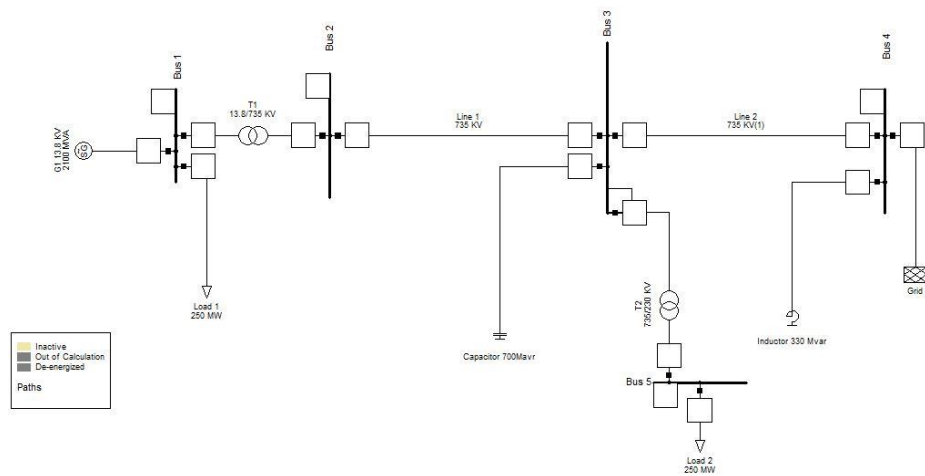 Bus 1
Bus 2
Bus 3
Bus 4
T1
13.8/735 KV
Line 1
735 KV
Line 2
735 KV(1)
G1 13.8 KV
2100 MVA
SG
Load 1
250 MW
T2
735/230 KV
Grid
Capacitor 700Mavr
Inductor 330 Mvar
Bus 5
Load 2
250 MW
Inactive
Out of Calculation
De-energized
Paths